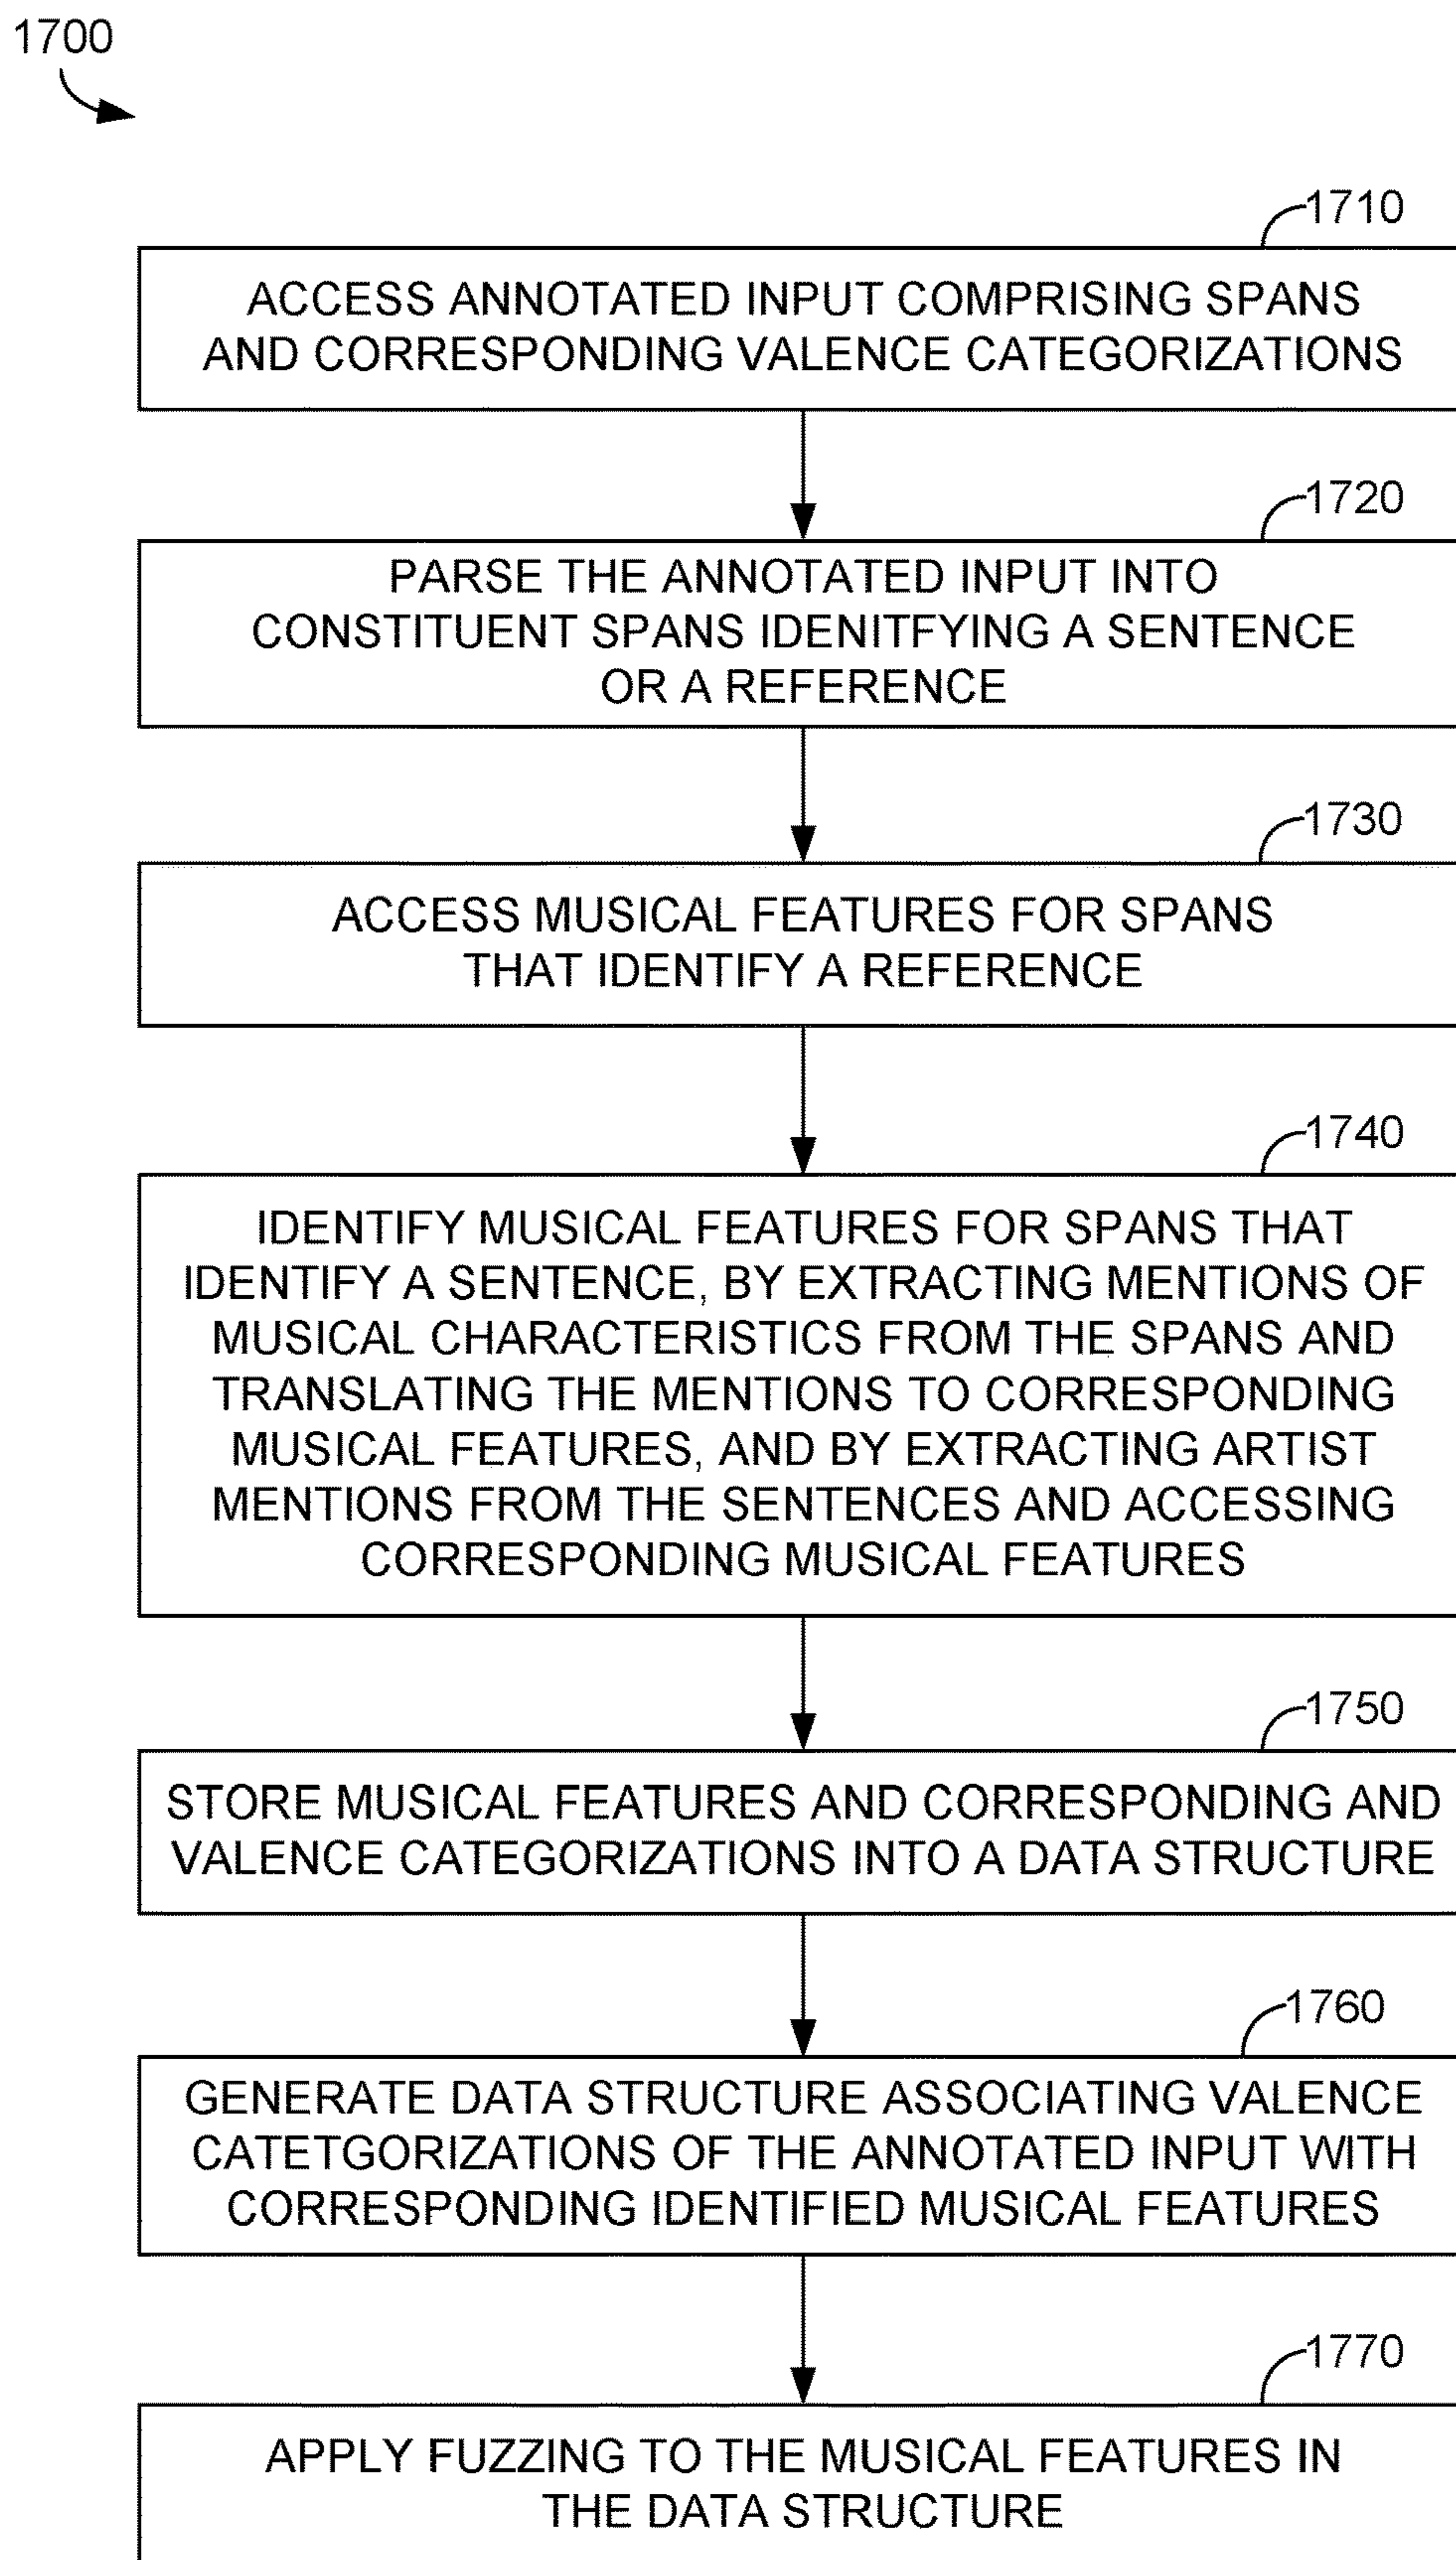 1700
1710
ACCESS ANNOTATED INPUT COMPRISING SPANS
AND CORRESPONDING VALENCE CATEGORIZATIONS
1720
PARSE THE ANNOTATED INPUT INTO
CONSTITUENT SPANS IDENITFYING A SENTENCE
OR A REFERENCE
1730
ACCESS MUSICAL FEATURES FOR SPANS
THAT IDENTIFY A REFERENCE
1740
IDENTIFY MUSICAL FEATURES FOR SPANS THAT
IDENTIFY A SENTENCE, BY EXTRACTING MENTIONS OF
MUSICAL CHARACTERISTICS FROM THE SPANS AND
TRANSLATING THE MENTIONS TO CORRESPONDING
MUSICAL FEATURES, AND BY EXTRACTING ARTIST
MENTIONS FROM THE SENTENCES AND ACCESSING
CORRESPONDING MUSICAL FEATURES
1750
STORE MUSICAL FEATURES AND CORRESPONDING AND
VALENCE CATEGORIZATIONS INTO A DATA STRUCTURE
1760
GENERATE DATA STRUCTURE ASSOCIATING VALENCE
CATETGORIZATIONS OF THE ANNOTATED INPUT WITH
CORRESPONDING IDENTIFIED MUSICAL FEATURES
1770
APPLY FUZZING TO THE MUSICAL FEATURES IN
THE DATA STRUCTURE